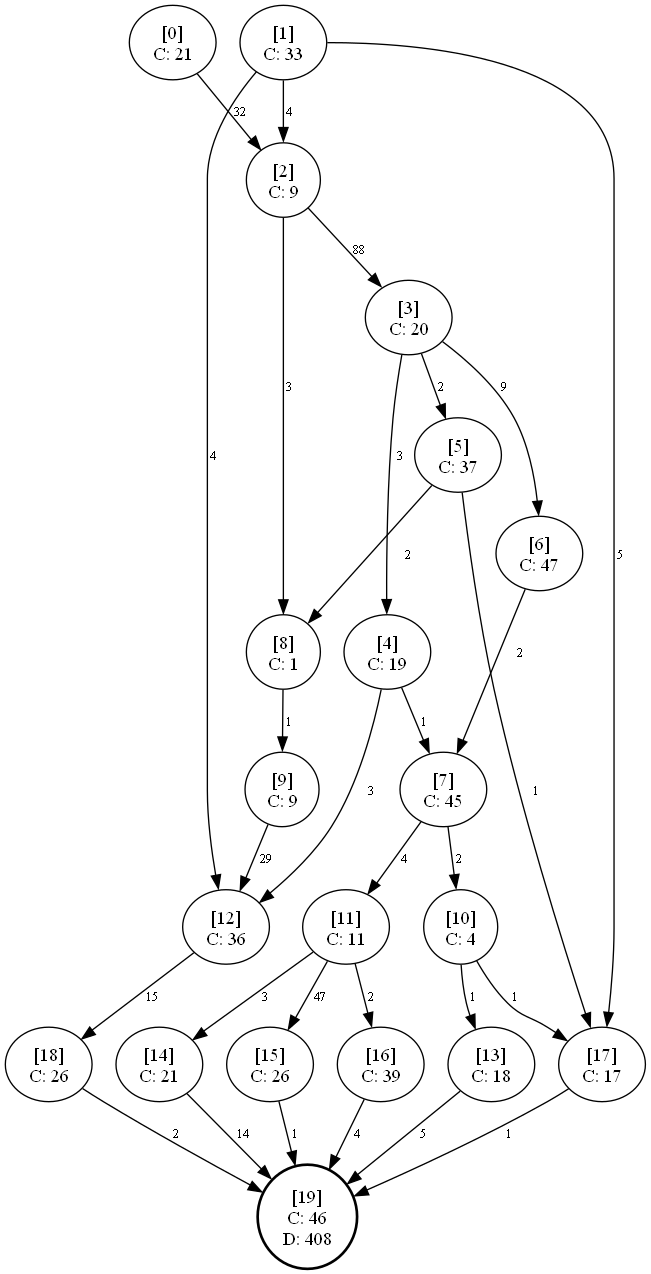 [0]
C: 21
[1]
C: 33
32
4
[2]
C: 9
88
[3]
C: 20
3
2
9
4
3
[5]
C: 37
5
2
[6]
C: 47
[8]
C: 1
[4]
C: 19
2
1
1
[9]
C: 9
[7]
C: 45
3
1
29
4
2
[12]
C: 36
[11]
C: 11
[10]
C: 4
15
3
47
2
1
1
[18]
C: 26
[14]
C: 21
[15]
C: 26
[16]
C: 39
[13]
C: 18
[17]
C: 17
2
14
1
4
5
1
[19]
C: 46
D: 408